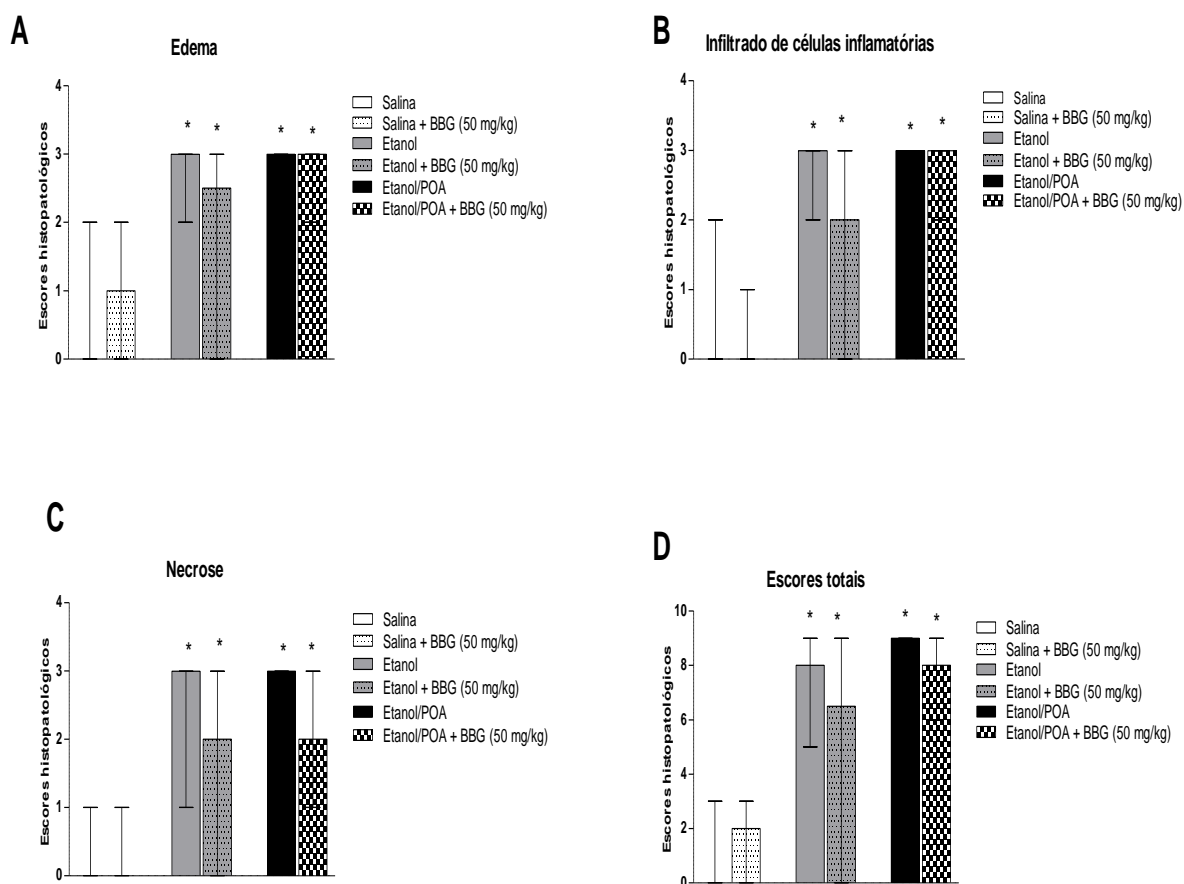 A
Edema
Escores histopatológicos
4
3
2
1
0
* * * *
Salina
Salina + BBG (50 mg/kg)
Etanol
Etanol + BBG (50 mg/kg)
Etanol/POA
Etanol/POA + BBG (50 mg/kg)
B
Infiltrado de células inflamatórias
Escores histopatológicos
4
3
2
1
0
* * * *
Salina
Salina + BBG (50 mg/kg)
Etanol
Etanol + BBG (50 mg/kg)
Etanol/POA
Etanol/POA + BBG (50 mg/kg)
C
Necrose
Escores histopatológicos
4
3
2
1
0
* * * *
Salina
Salina + BBG (50 mg/kg)
Etanol
Etanol + BBG (50 mg/kg)
Etanol/POA
Etanol/POA + BBG (50 mg/kg)
D
Escores totais
Escores histopatológicos
10
8
6
4
2
0
* * * *
Salina
Salina + BBG (50 mg/kg)
Etanol
Etanol + BBG (50 mg/kg)
Etanol/POA
Etanol/POA + BBG (50 mg/kg)